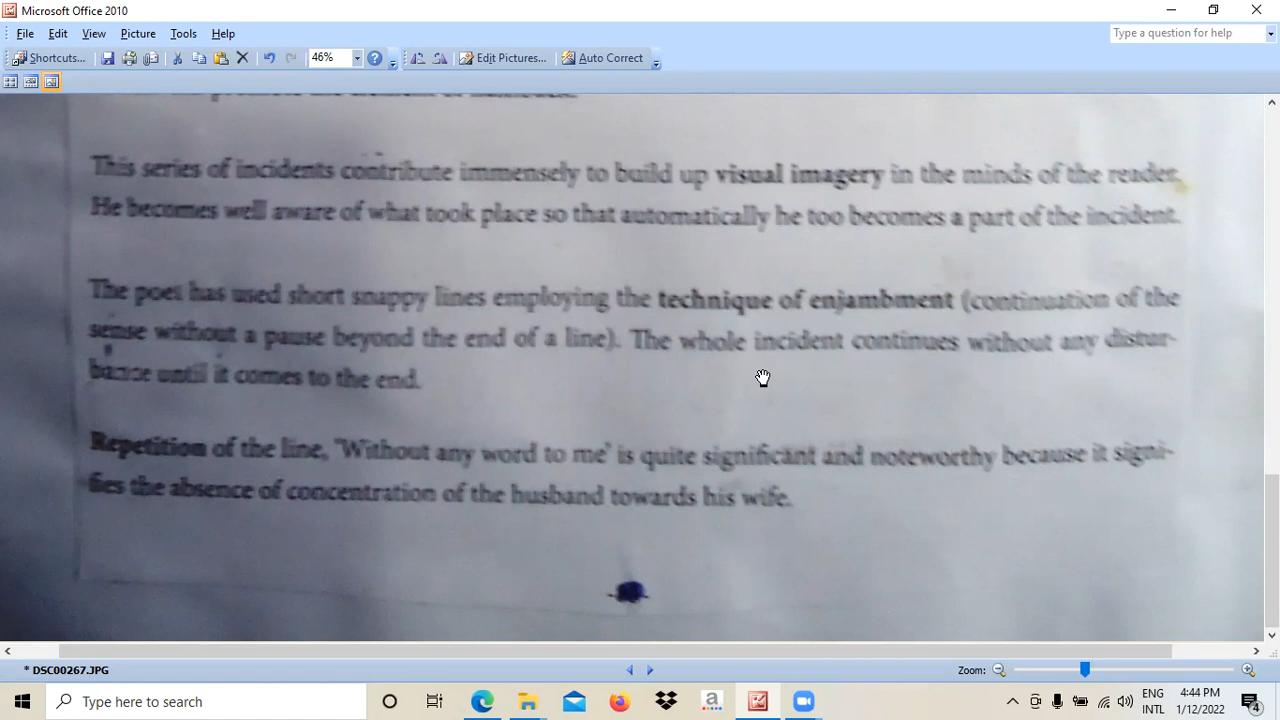 Microsoft Office 2010
File Edit View Picture Tools Help
Type a question for help
Shortcuts... 46% Edit Pictures... Auto Correct
This series of incidents contribute immensely to build up visual imagery in the minds of the reader.
He becomes well aware of what took place so that automatically he too becomes a part of the incident.
The poet has used short snappy lines employing the technique of enjambment (continuation of the
sense without a pause beyond the end of a line). The whole incident continues without any distur-
bance until it comes to the end.
Repetition of the line, 'Without any word to me' is quite significant and noteworthy because it signi-
fies the absence of concentration of the husband towards his wife.
* DSC00267.JPG
Zoom:
Type here to search
ENG 4:44 PM
INTL 1/12/2022
4